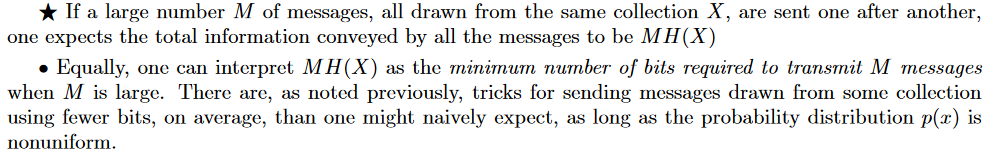 ★ If a large number M of messages, all drawn from the same collection X, are sent one after another,
one expects the total information conveyed by all the messages to be MH(X)
• Equally, one can interpret MH(X) as the minimum number of bits required to transmit M messages
when M is large. There are, as noted previously, tricks for sending messages drawn from some collection
using fewer bits, on average, than one might naively expect, as long as the probability distribution p(x) is
nonuniform.